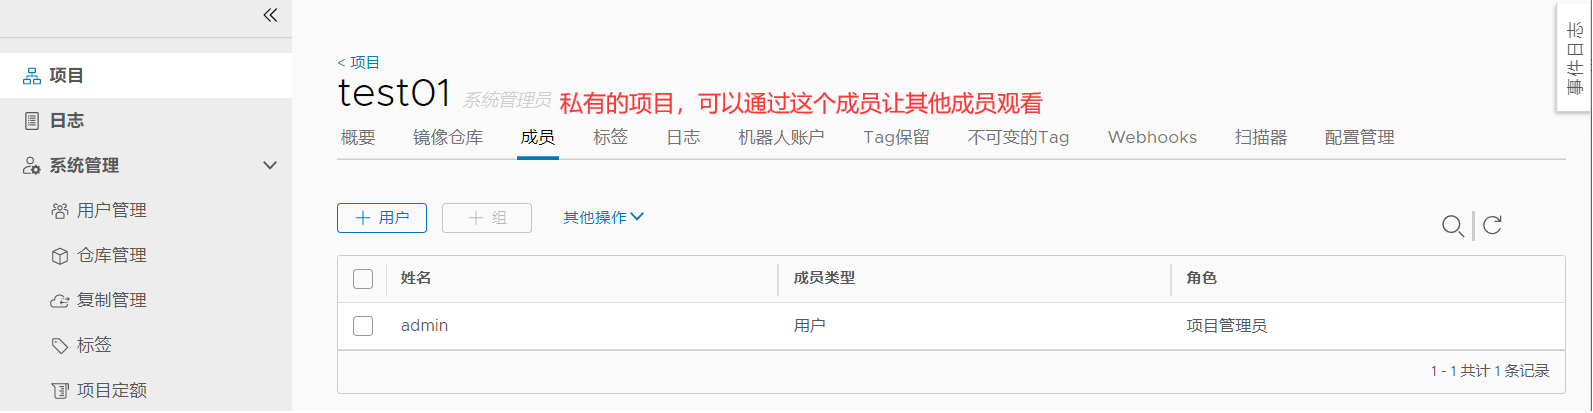 项目
日志
系统管理
用户管理
仓库管理
复制管理
标签
项目定额
< 项目
test01 系统管理员 私有的项目，可以通过这个成员让其他成员观看
概要 镜像仓库 成员 标签 日志 机器人账户 Tag保留 不可变的Tag Webhooks 扫描器 配置管理
+ 用户 + 组 其他操作
姓名 成员类型 角色
admin 用户 项目管理员
1 - 1 共计 1 条记录
事件日志